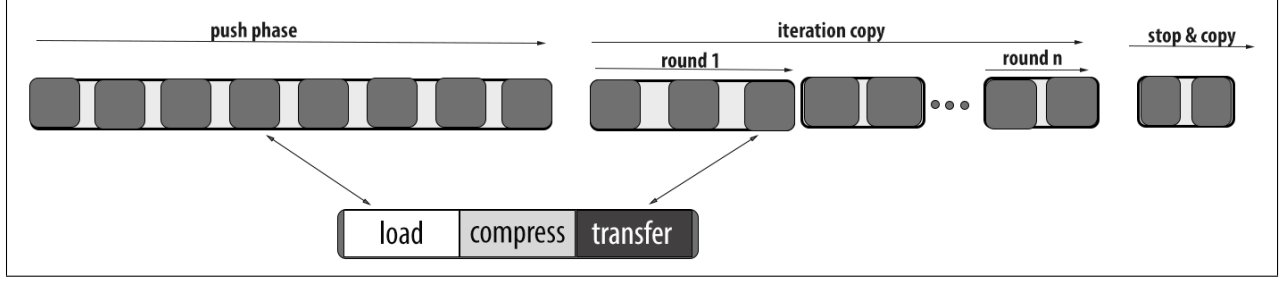 push phase
iteration copy
stop & copy
round 1
round n
load
compress
transfer